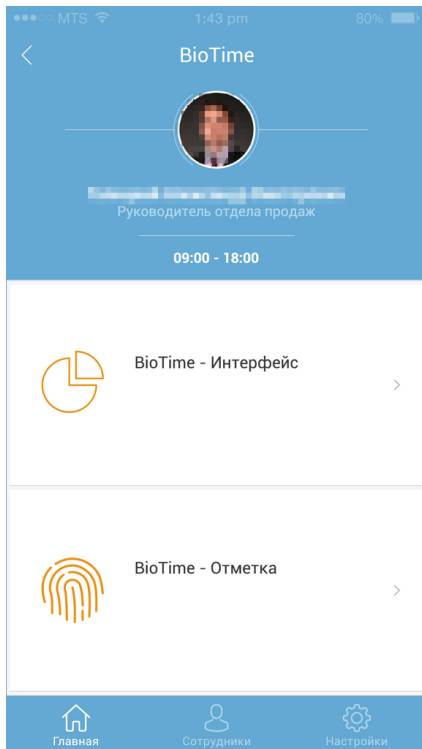 MTS 1:43 pm 80%
BioTime
Руководитель отдела продаж
09:00 - 18:00
BioTime - Интерфейс
BioTime - Отметка
Главная Сотрудники Настройки